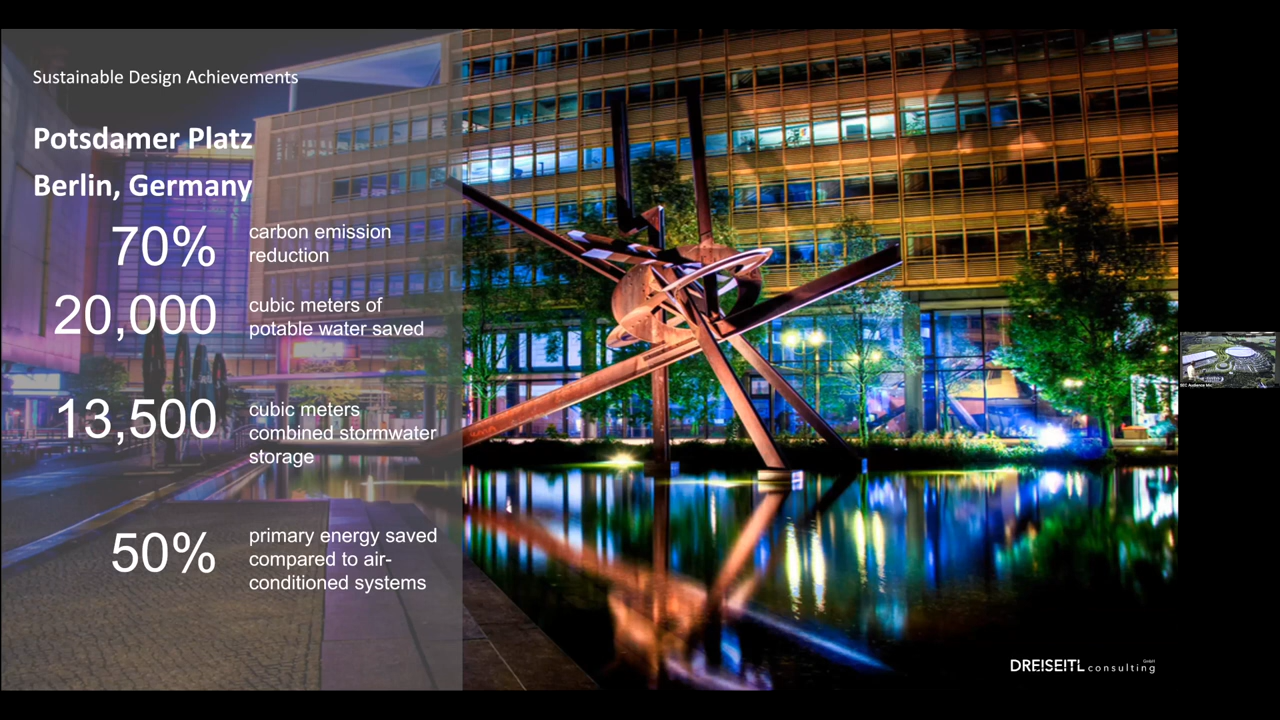 Sustainable Design Achievements
Potsdamer Platz
Berlin, Germany
70%
carbon emission
reduction
20,000
cubic meters of
potable water saved
13,500
cubic meters
combined stormwater
storage
50%
primary energy saved
compared to air-
conditioned systems
DREISEITL consulting GmbH